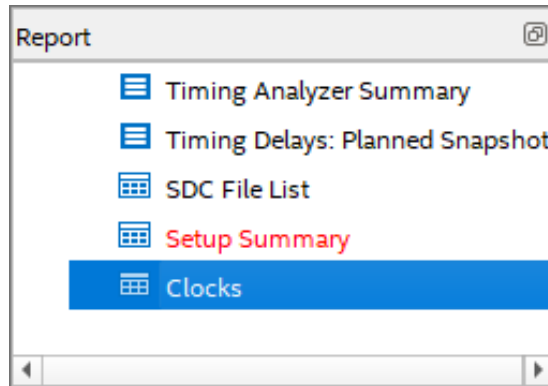 Report
Timing Analyzer Summary
Timing Delays: Planned Snapshot
SDC File List
Setup Summary
Clocks